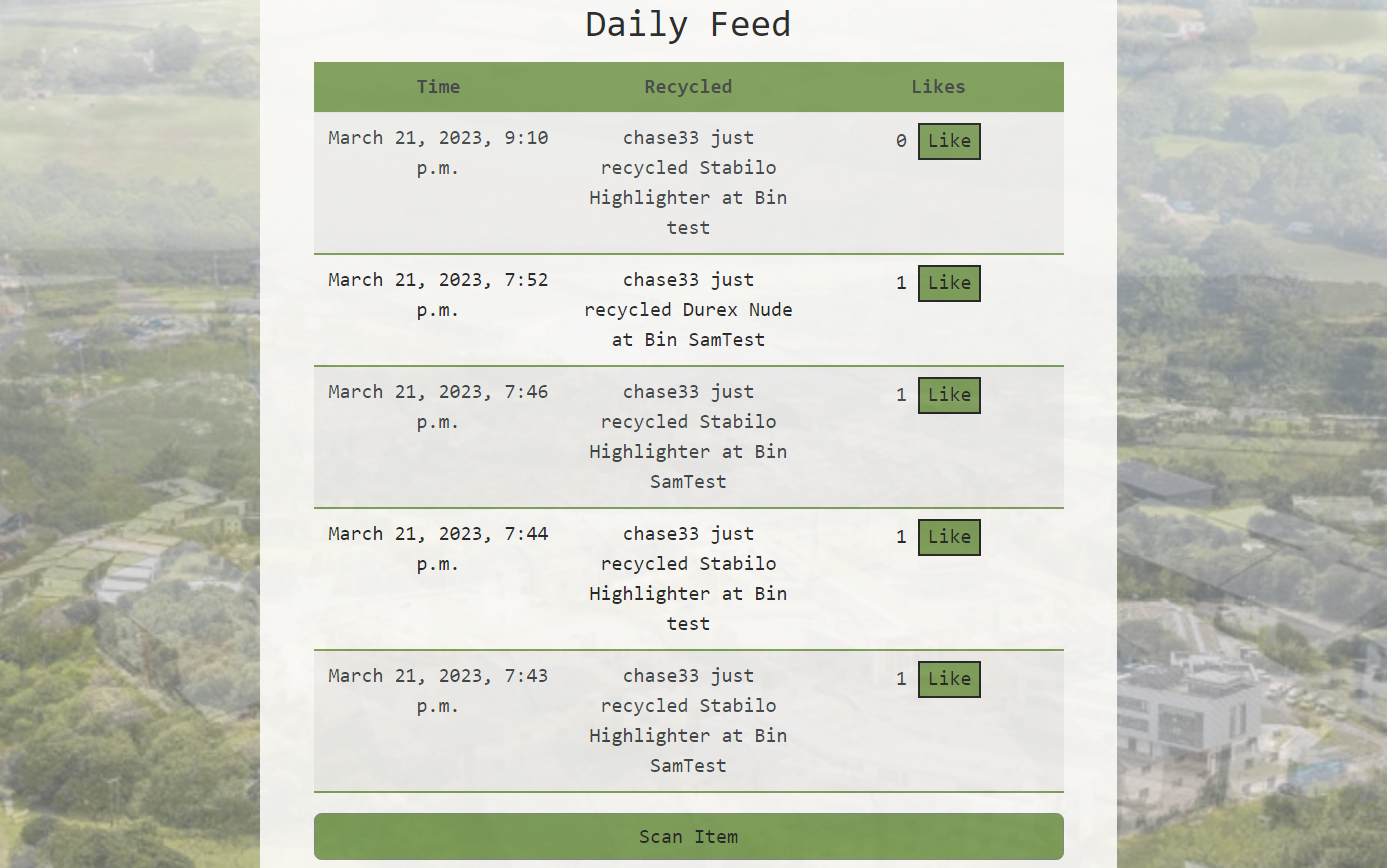 Daily Feed
Time Recycled Likes
March 21, 2023, 9:10 chase33 just 0 Like
p.m. recycled Stabilo
Highlighter at Bin
test
March 21, 2023, 7:52 chase33 just 1 Like
p.m. recycled Durex Nude
at Bin SamTest
March 21, 2023, 7:46 chase33 just 1 Like
p.m. recycled Stabilo
Highlighter at Bin
SamTest
March 21, 2023, 7:44 chase33 just 1 Like
p.m. recycled Stabilo
Highlighter at Bin
test
March 21, 2023, 7:43 chase33 just 1 Like
p.m. recycled Stabilo
Highlighter at Bin
SamTest
Scan Item